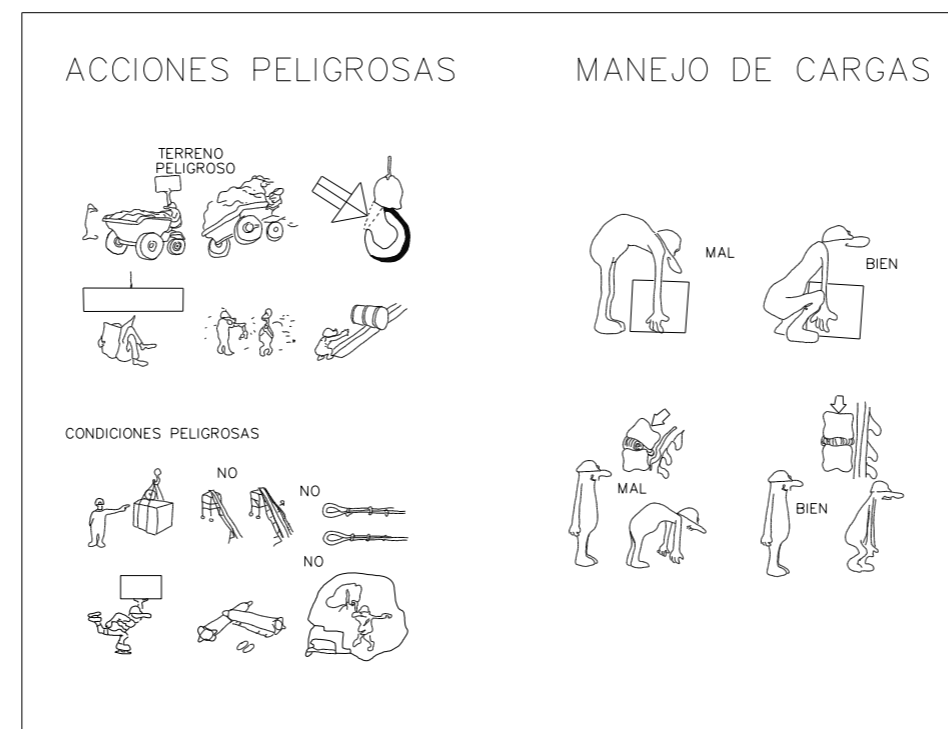 ACCIONES PELIGROSAS
TERRENO
PELIGROSO
CONDICIONES PELIGROSAS
NO
NO
NO
MANEJO DE CARGAS
MAL
BIEN
MAL
BIEN